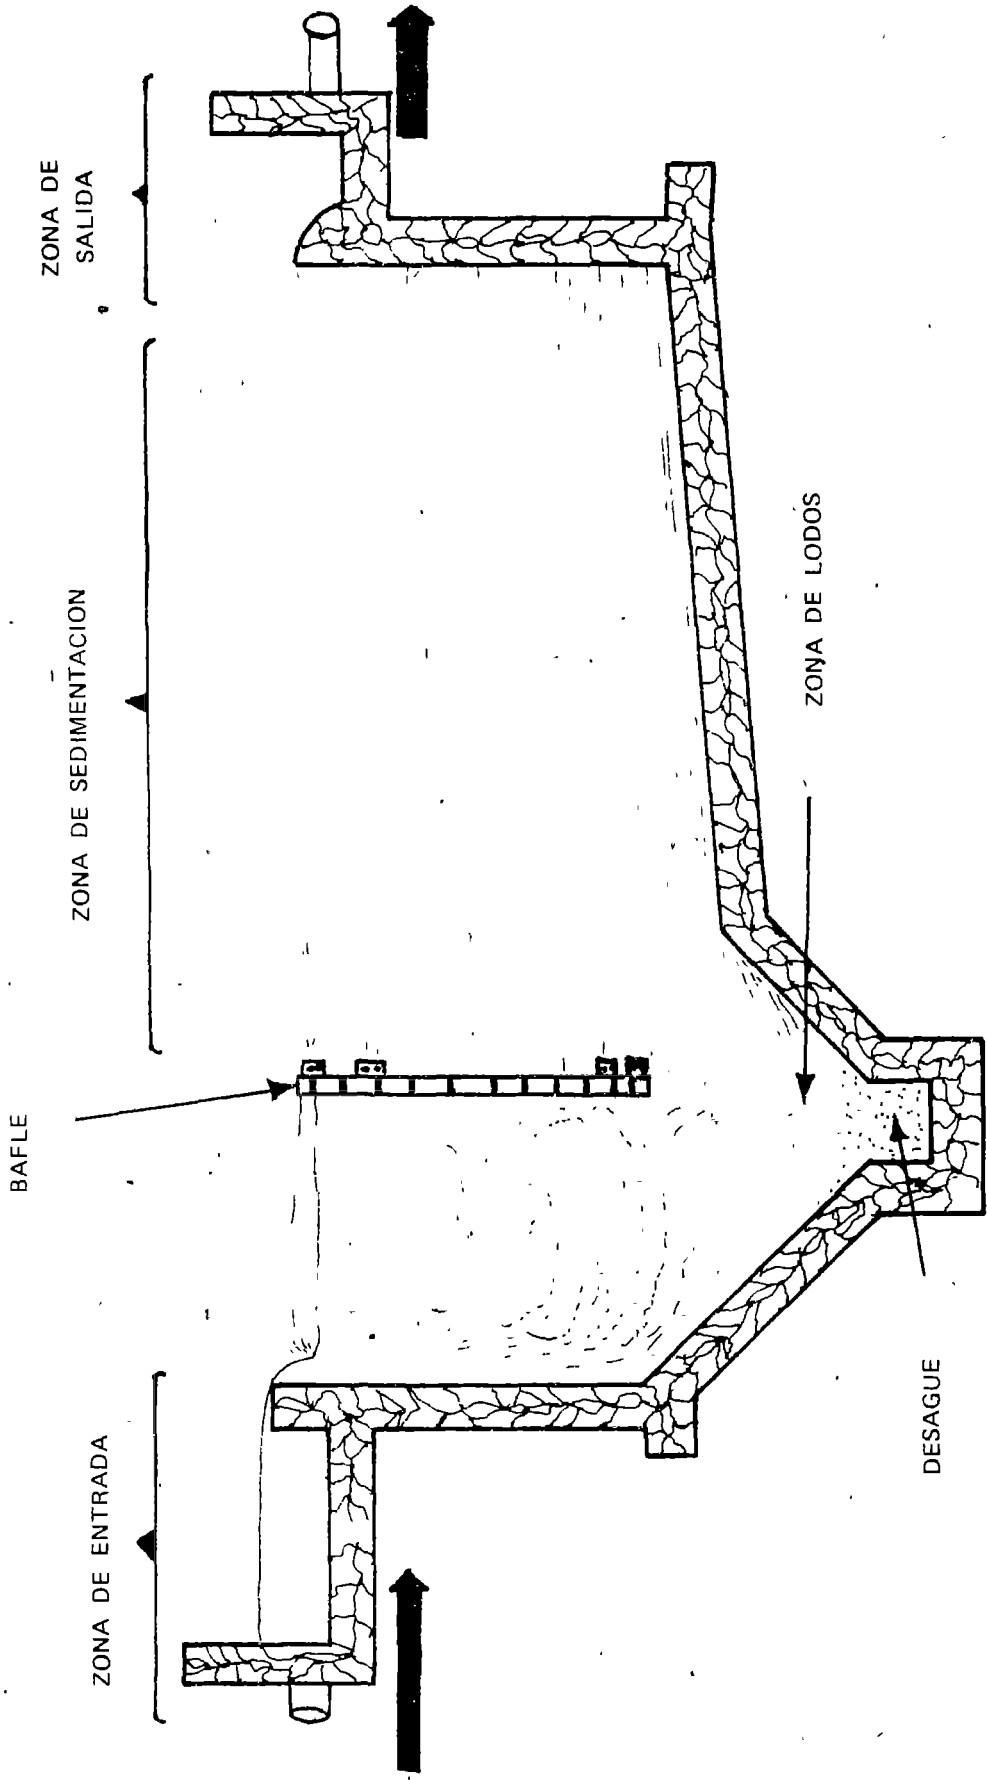 ZONA DE ENTRADA
BAFLE
ZONA DE SEDIMENTACION
ZONA DE
SALIDA
ZONA DE LODOS
DESAGUE